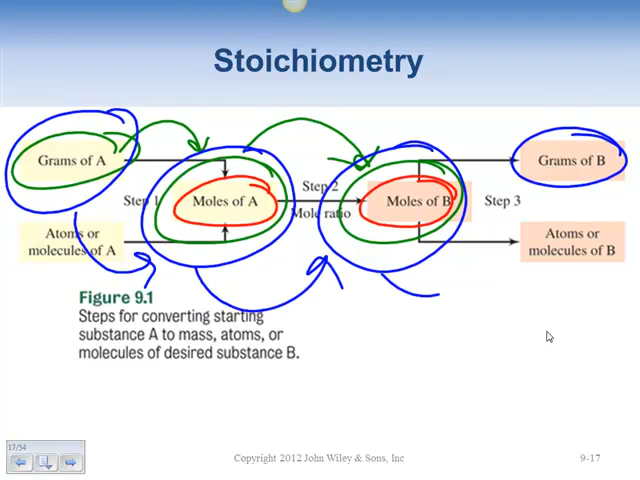 Stoichiometry
Grams of A
Grams of B
Step 1
Moles of A
Step 2
Mole ratio
Moles of B
Step 3
Atoms or
molecules of A
Atoms or
molecules of B
Figure 9.1
Steps for converting starting
substance A to mass, atoms, or
molecules of desired substance B.
17/54
Copyright 2012 John Wiley & Sons, Inc
9-17